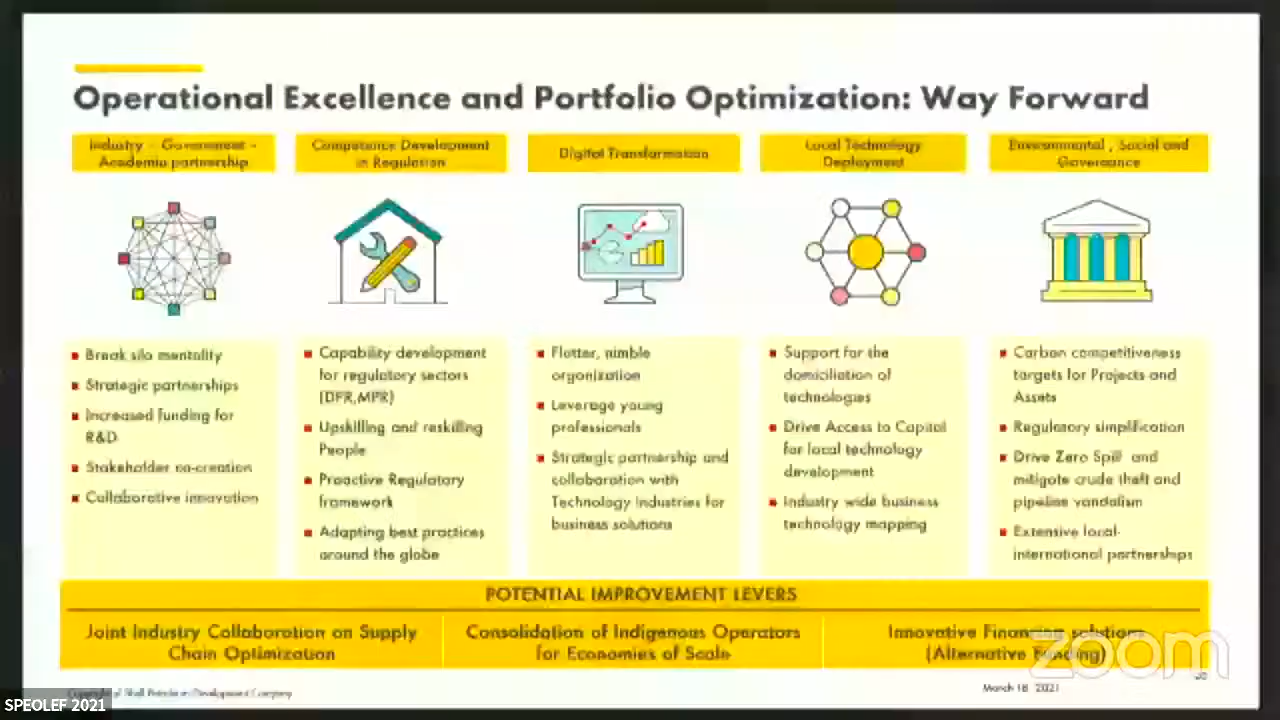 Operational Excellence and Portfolio Optimization: Way Forward
Industry - Government -
Academia partnership
Competence Development
in Regulation
Digital Transformation
Local Technology
Deployment
Environmental , Social and
Governance
Break silo mentality
Strategic partnerships
Increased funding for
R&D
Stakeholder co-creation
Collaborative innovation
Capability development
for regulatory sectors
(DPR,MPR)
Upskilling and reskilling
People
Proactive Regulatory
framework
Adapting best practices
around the globe
Flatter, nimble
organization
Leverage young
professionals
Strategic partnership and
collaboration with
Technology Industries for
business solutions
Support for the
domiciliation of
technologies
Drive Access to Capital
for local technology
development
Industry wide business
technology mapping
Carbon competitiveness
targets for Projects and
Assets
Regulatory simplification
Drive Zero Spill and
mitigate crude theft and
pipeline vandalism
Extensive local-
international partnerships
POTENTIAL IMPROVEMENT LEVERS
Joint Industry Collaboration on Supply
Chain Optimization
Consolidation of Indigenous Operators
for Economies of Scale
Innovative Financing solutions
(Alternative Funding)
zoom
Copyright of Shell Petroleum Development Company
March 18 2021
SPEOLEF 2021